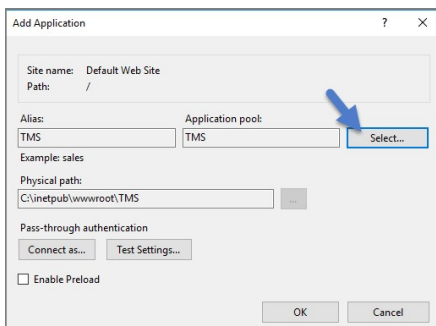 Add Application
? X
Site name: Default Web Site
Path: /
Alias: Application pool:
TMS TMS Select...
Example: sales
Physical path:
C:\inetpub\wwwroot\TMS ...
Pass-through authentication
Connect as... Test Settings...
Enable Preload
OK Cancel